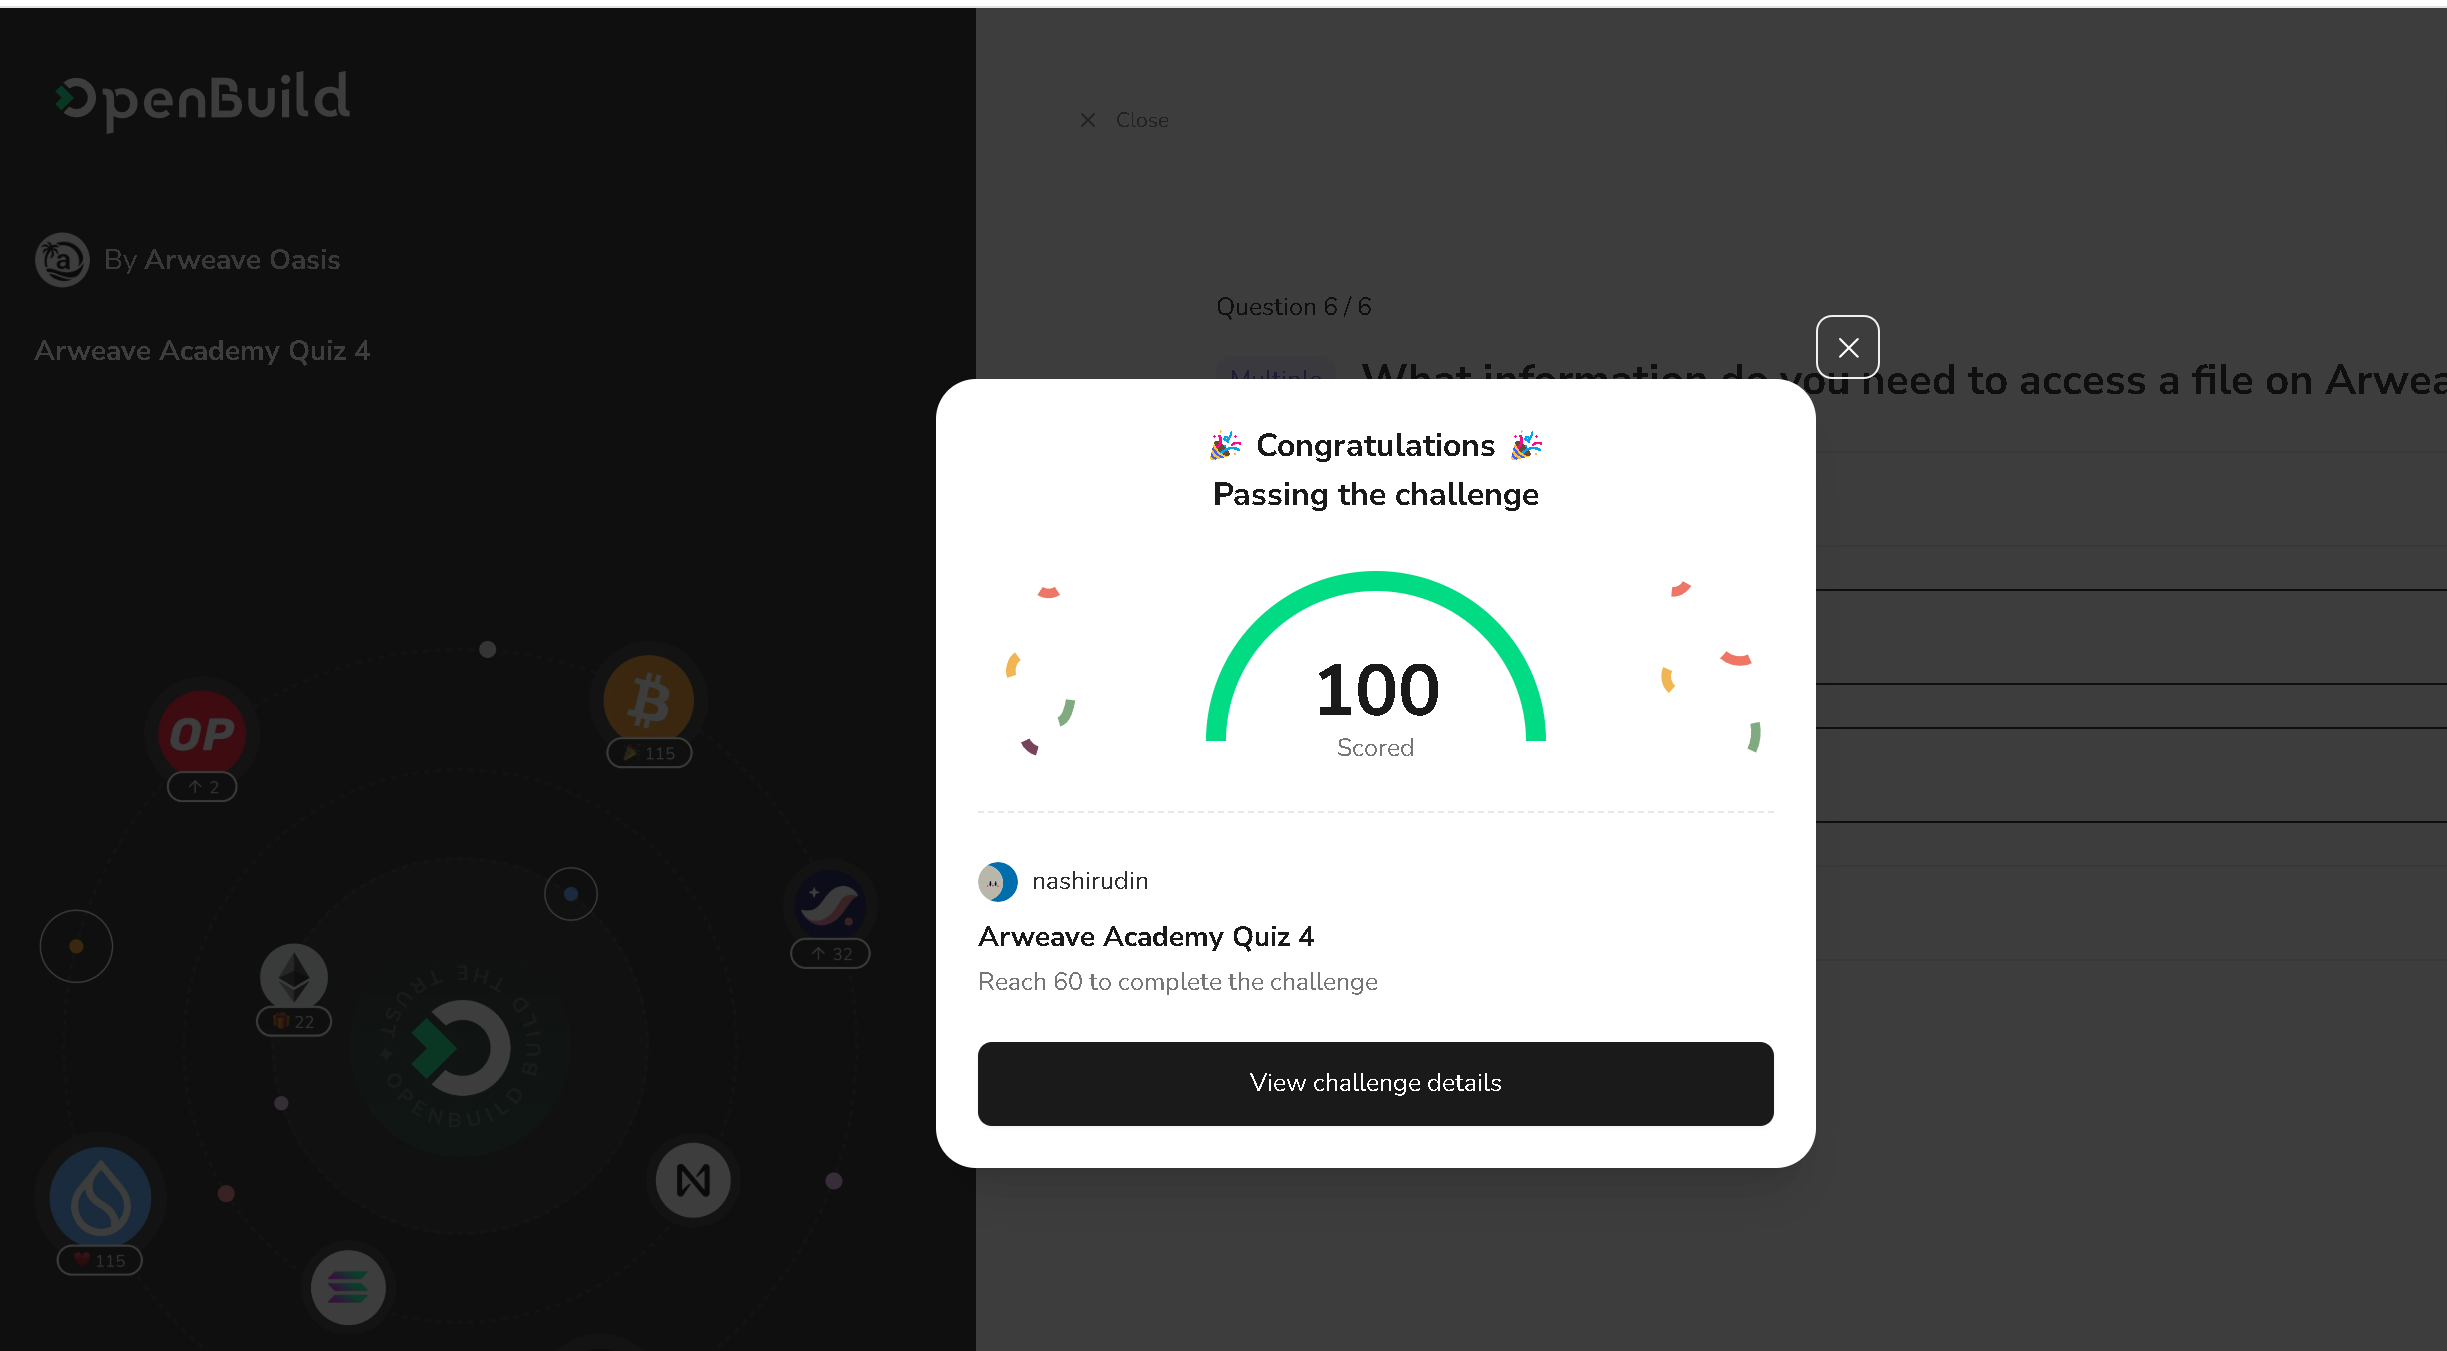 OpenBuild
By Arweave Oasis
Arweave Academy Quiz 4
OP
↑ 2
115
↑ 32
22
BUILD THE TRUST ✦ OPENBUILD
115
× Close
Question 6 / 6
Multiple
What information do you need to access a file on
🎉 Congratulations 🎉
Passing the challenge
100
Scored
nashirudin
Arweave Academy Quiz 4
Reach 60 to complete the challenge
View challenge details